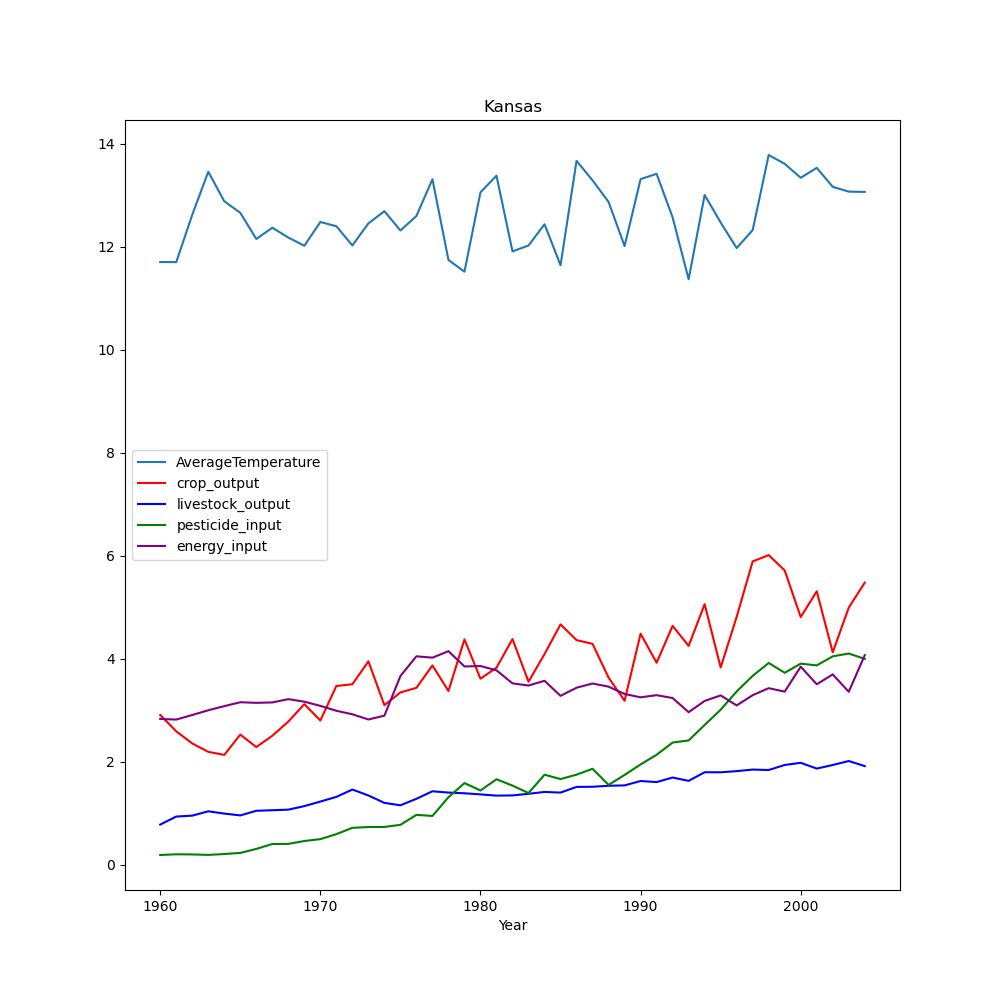 Kansas
14
12
10
8
6
4
2
0
AverageTemperature
crop_output
livestock_output
pesticide_input
energy_input
1960 1970 1980 1990 2000
Year